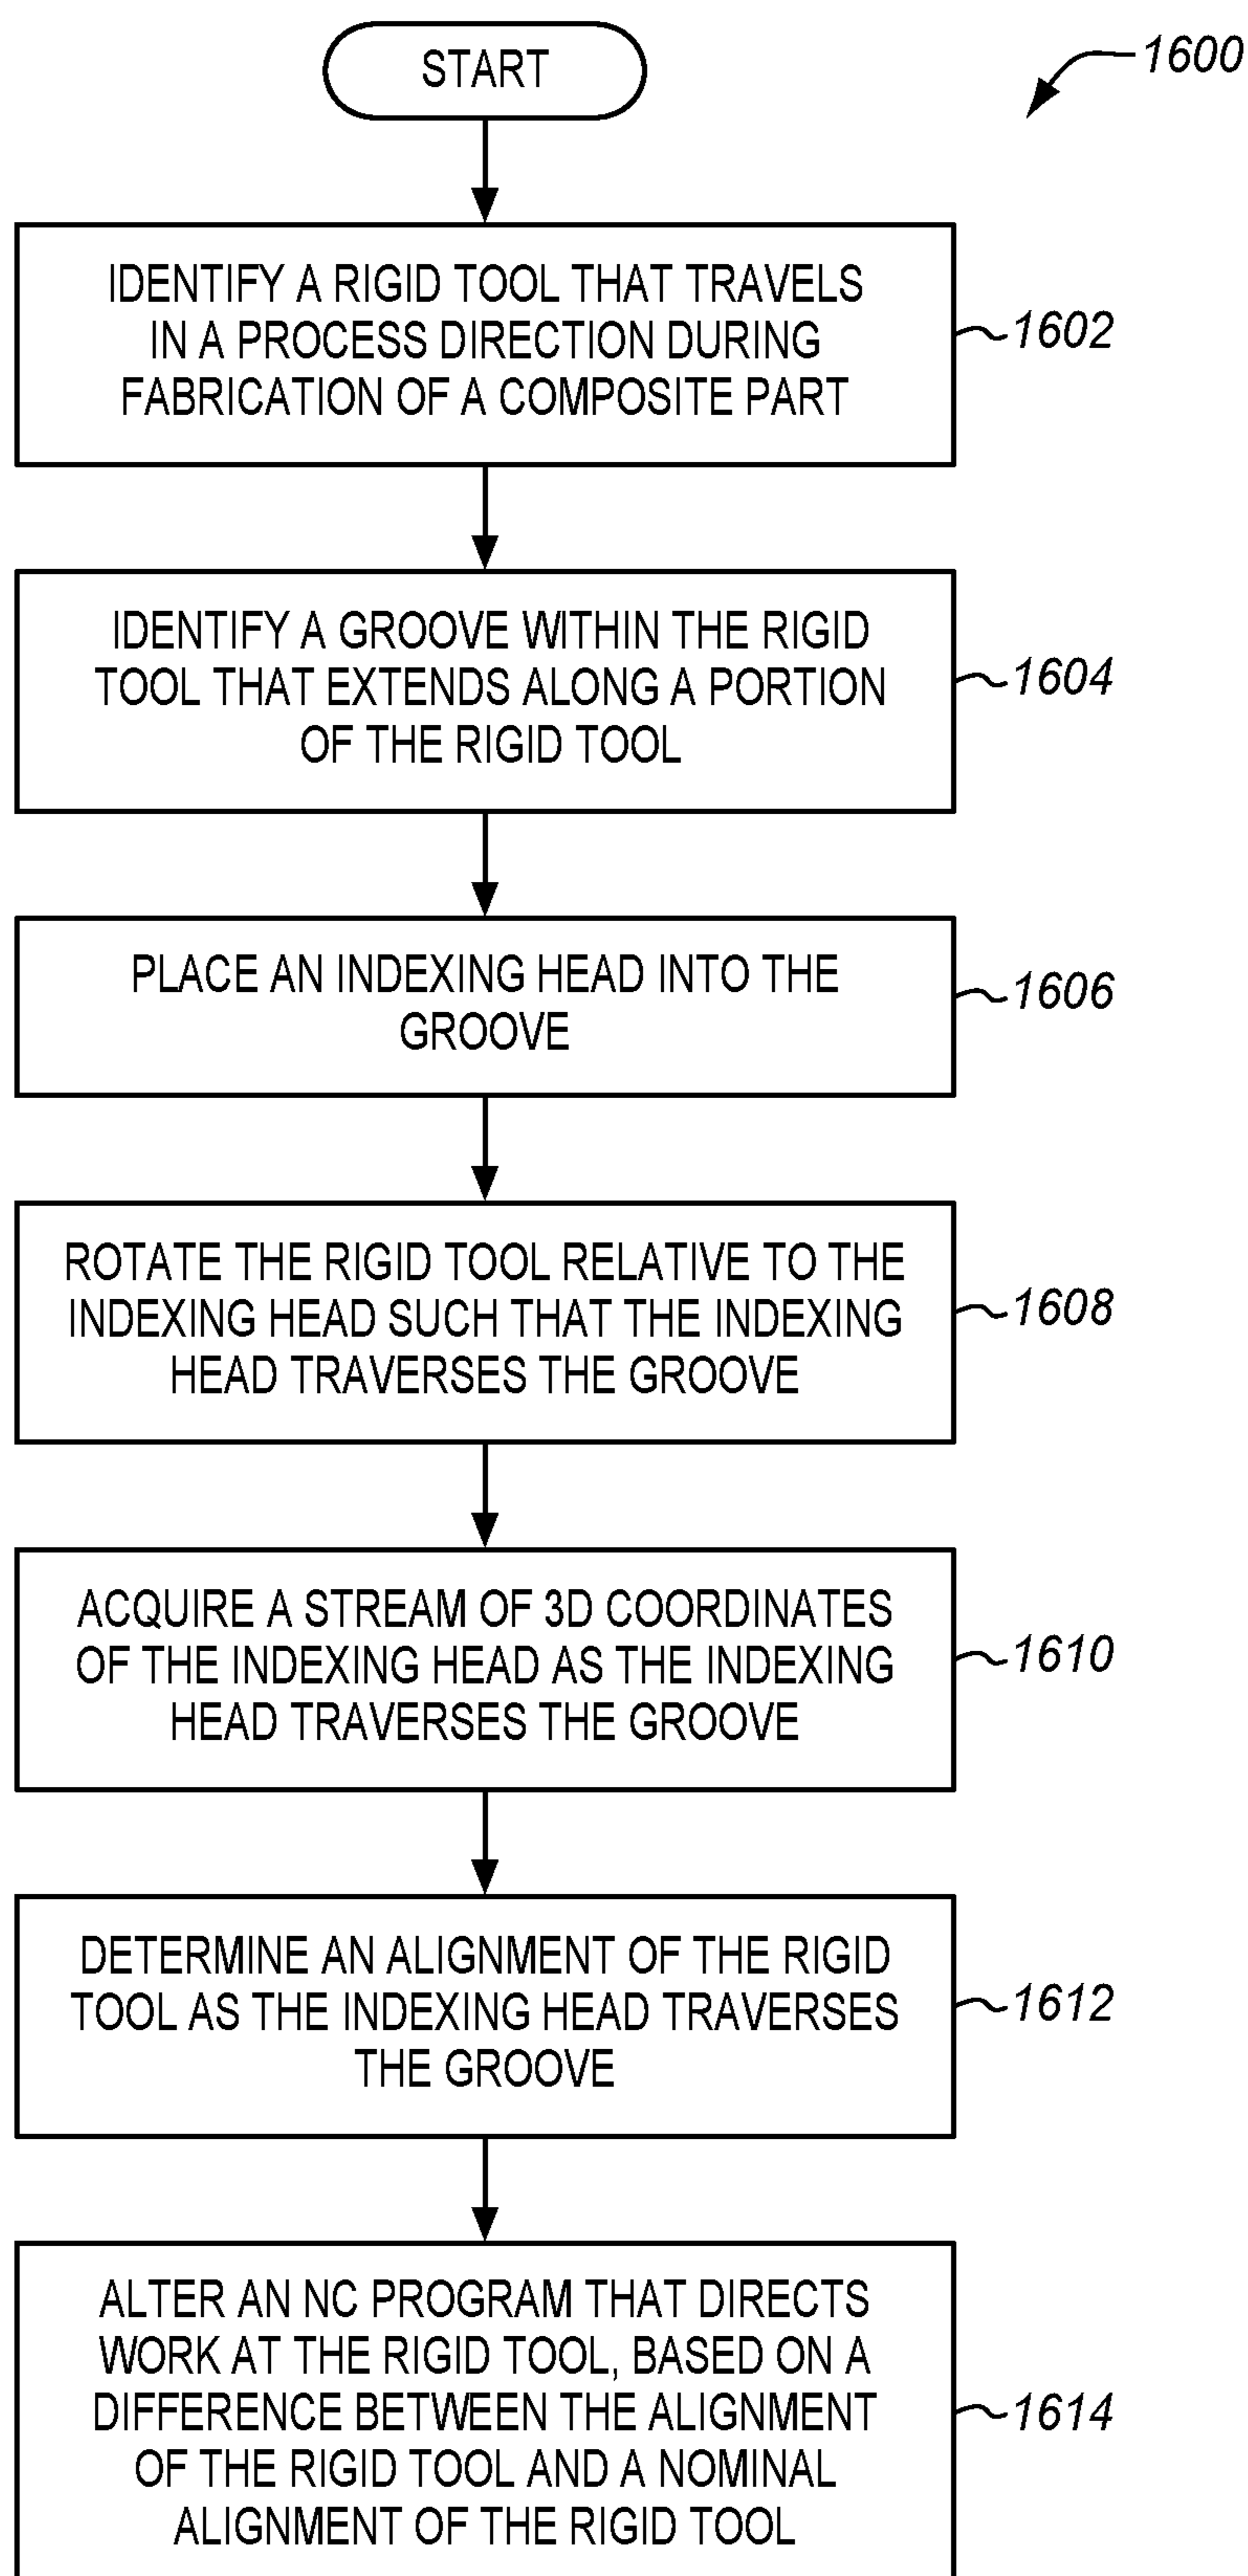 START
1600
IDENTIFY A RIGID TOOL THAT TRAVELS
IN A PROCESS DIRECTION DURING
FABRICATION OF A COMPOSITE PART
1602
IDENTIFY A GROOVE WITHIN THE RIGID
TOOL THAT EXTENDS ALONG A PORTION
OF THE RIGID TOOL
1604
PLACE AN INDEXING HEAD INTO THE
GROOVE
1606
ROTATE THE RIGID TOOL RELATIVE TO THE
INDEXING HEAD SUCH THAT THE INDEXING
HEAD TRAVERSES THE GROOVE
1608
ACQUIRE A STREAM OF 3D COORDINATES
OF THE INDEXING HEAD AS THE INDEXING
HEAD TRAVERSES THE GROOVE
1610
DETERMINE AN ALIGNMENT OF THE RIGID
TOOL AS THE INDEXING HEAD TRAVERSES
THE GROOVE
1612
ALTER AN NC PROGRAM THAT DIRECTS
WORK AT THE RIGID TOOL, BASED ON A
DIFFERENCE BETWEEN THE ALIGNMENT
OF THE RIGID TOOL AND A NOMINAL
ALIGNMENT OF THE RIGID TOOL
1614